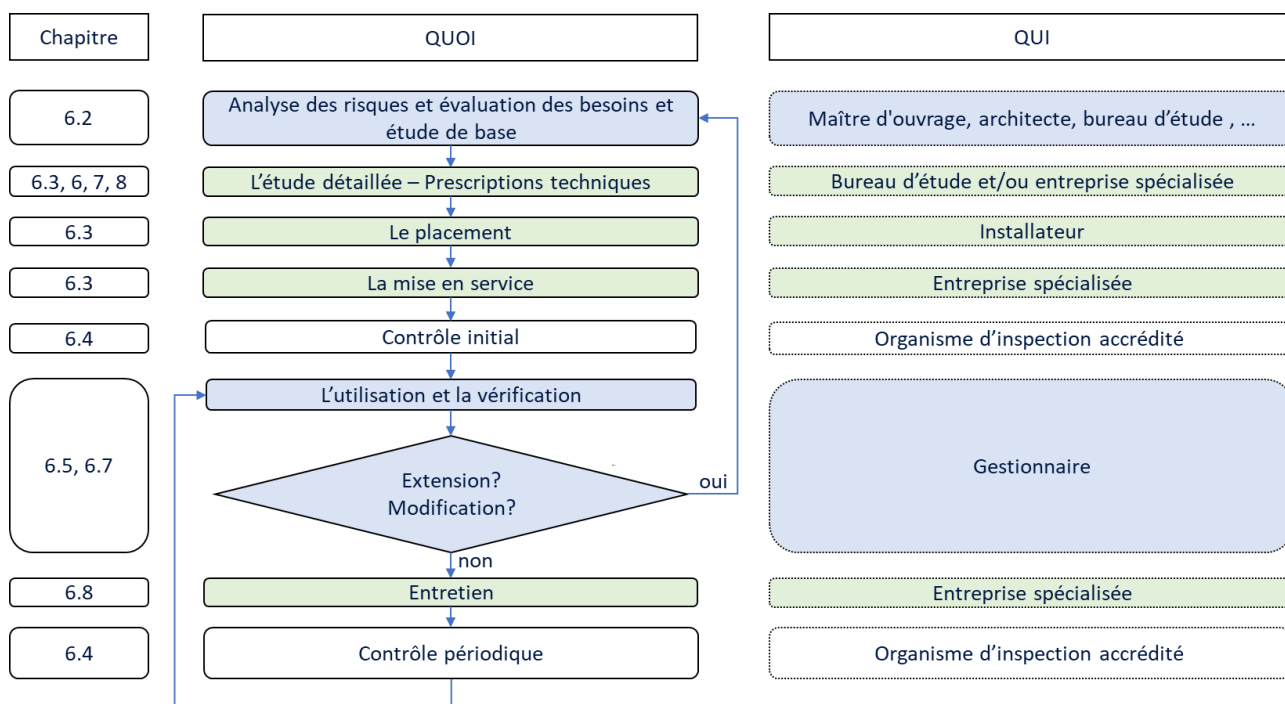 Chapitre
QUOI
QUI
6.2
Analyse des risques et évaluation des besoins et
étude de base
Maître d'ouvrage, architecte, bureau d’étude , …
6.3, 6, 7, 8
L’étude détaillée – Prescriptions techniques
Bureau d’étude et/ou entreprise spécialisée
6.3
Le placement
Installateur
6.3
La mise en service
Entreprise spécialisée
6.4
Contrôle initial
Organisme d’inspection accrédité
L’utilisation et la vérification
6.5, 6.7
Extension?
Modification?
oui
Gestionnaire
non
6.8
Entretien
Entreprise spécialisée
6.4
Contrôle périodique
Organisme d’inspection accrédité